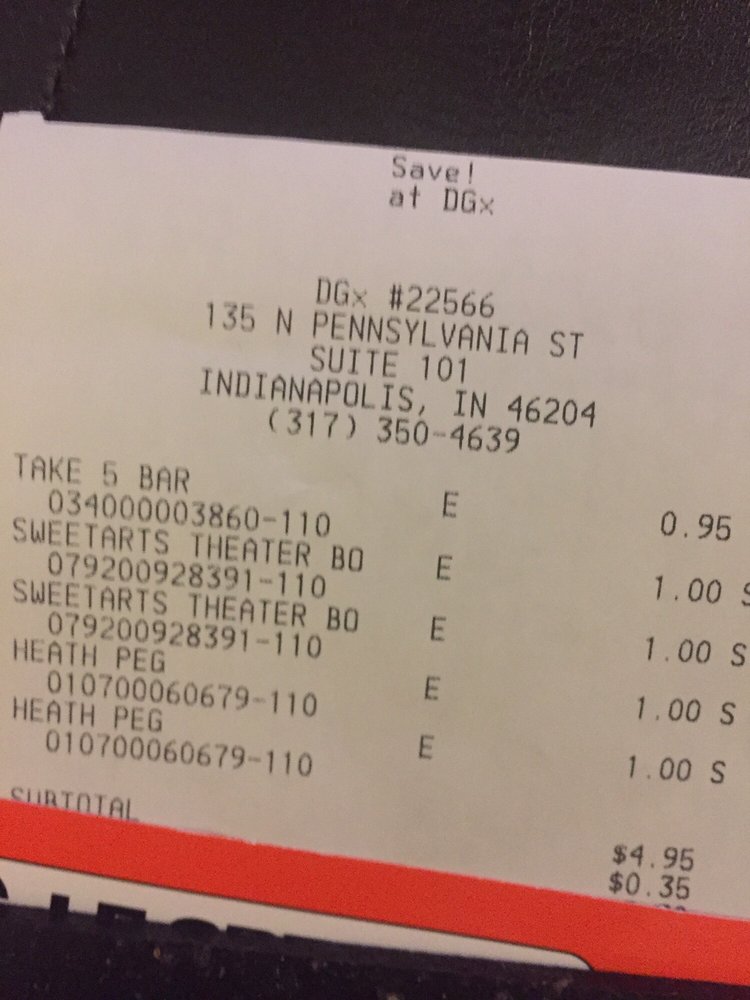 Save!
at DGx
DGx #22566
135 N PENNSYLVANIA ST
SUITE 101
INDIANAPOLIS, IN 46204
(317) 350-4639
TAKE 5 BAR E 0.95
034000003860-110
SWEETARTS THEATER BO E 1.00 S
079200928391-110
SWEETARTS THEATER BO E 1.00 S
079200928391-110
HEATH PEG E 1.00 S
010700060679-110
HEATH PEG E 1.00 S
010700060679-110
SUBTOTAL $4.95
$0.35